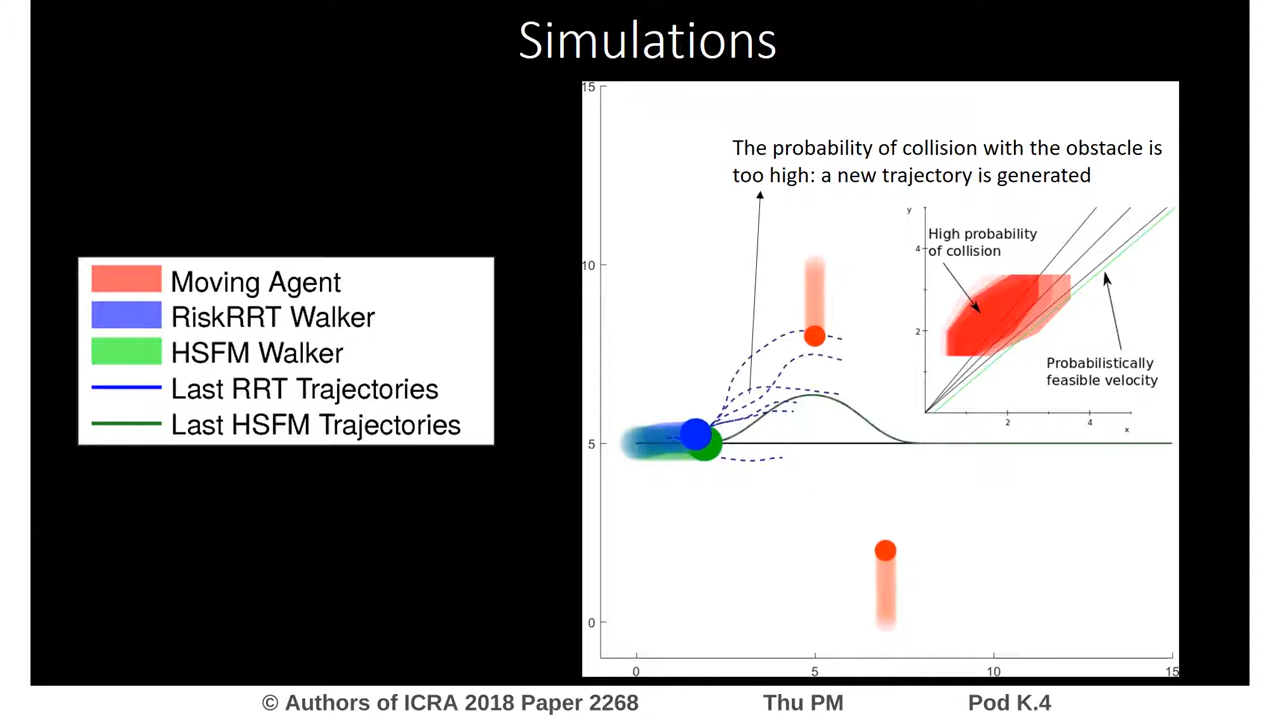 Simulations
Moving Agent
RiskRRT Walker
HSFM Walker
Last RRT Trajectories
Last HSFM Trajectories
15
10
5
0
0
5
10
15
The probability of collision with the obstacle is
too high: a new trajectory is generated
y
4
2
2
4
x
High probability
of collision
Probabilistically
feasible velocity
© Authors of ICRA 2018 Paper 2268 Thu PM Pod K.4